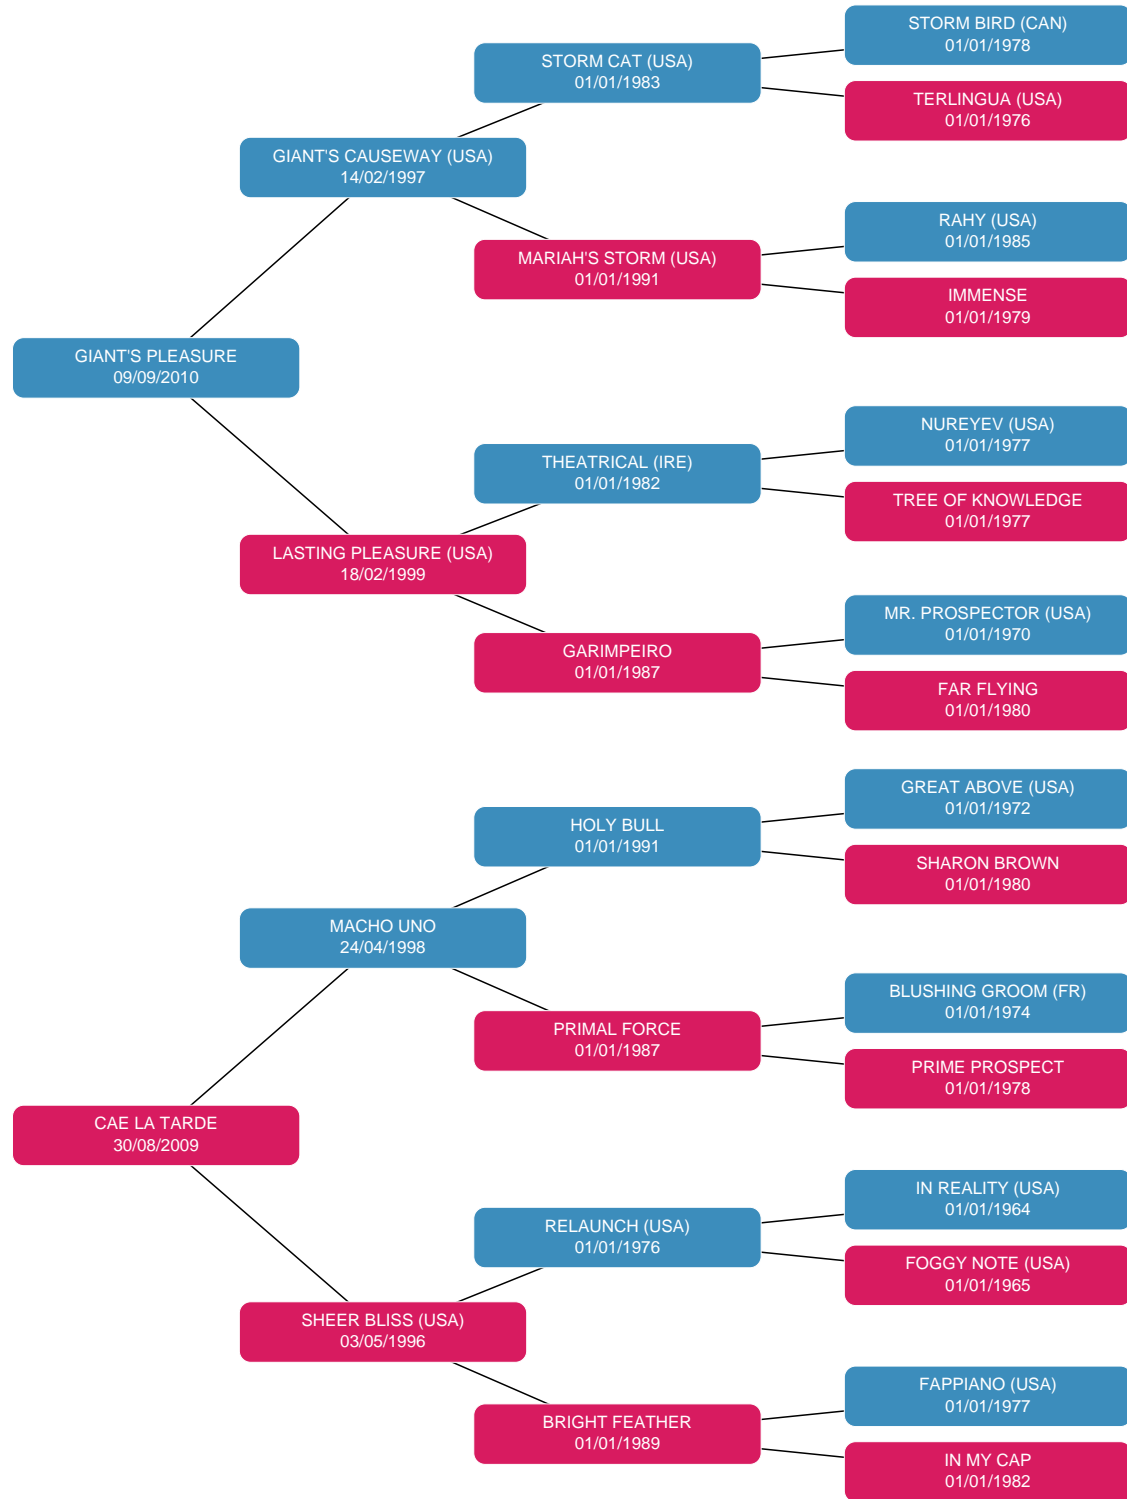 STORM BIRD (CAN)
01/01/1978
STORM CAT (USA)
01/01/1983
TERLINGUA (USA)
01/01/1976
GIANT'S CAUSEWAY (USA)
14/02/1997
RAHY (USA)
01/01/1985
MARIAH'S STORM (USA)
01/01/1991
IMMENSE
01/01/1979
GIANT'S PLEASURE
09/09/2010
NUREYEV (USA)
01/01/1977
THEATRICAL (IRE)
01/01/1982
TREE OF KNOWLEDGE
01/01/1977
LASTING PLEASURE (USA)
18/02/1999
MR. PROSPECTOR (USA)
01/01/1970
GARIMPEIRO
01/01/1987
FAR FLYING
01/01/1980
GREAT ABOVE (USA)
01/01/1972
HOLY BULL
01/01/1991
SHARON BROWN
01/01/1980
MACHO UNO
24/04/1998
BLUSHING GROOM (FR)
01/01/1974
PRIMAL FORCE
01/01/1987
PRIME PROSPECT
01/01/1978
CAE LA TARDE
30/08/2009
IN REALITY (USA)
01/01/1964
RELAUNCH (USA)
01/01/1976
FOGGY NOTE (USA)
01/01/1965
SHEER BLISS (USA)
03/05/1996
FAPPIANO (USA)
01/01/1977
BRIGHT FEATHER
01/01/1989
IN MY CAP
01/01/1982